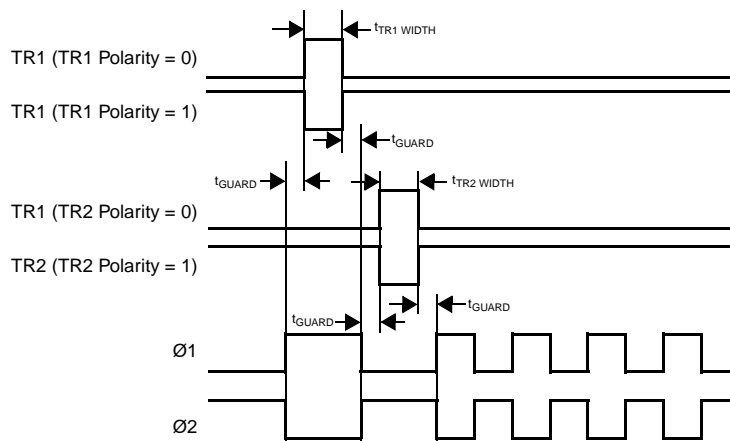 tTR1 WIDTH
TR1 (TR1 Polarity = 0)
TR1 (TR1 Polarity = 1)
tGUARD
tGUARD
tTR2 WIDTH
TR1 (TR2 Polarity = 0)
TR2 (TR2 Polarity = 1)
tGUARD
tGUARD
Ø1
Ø2